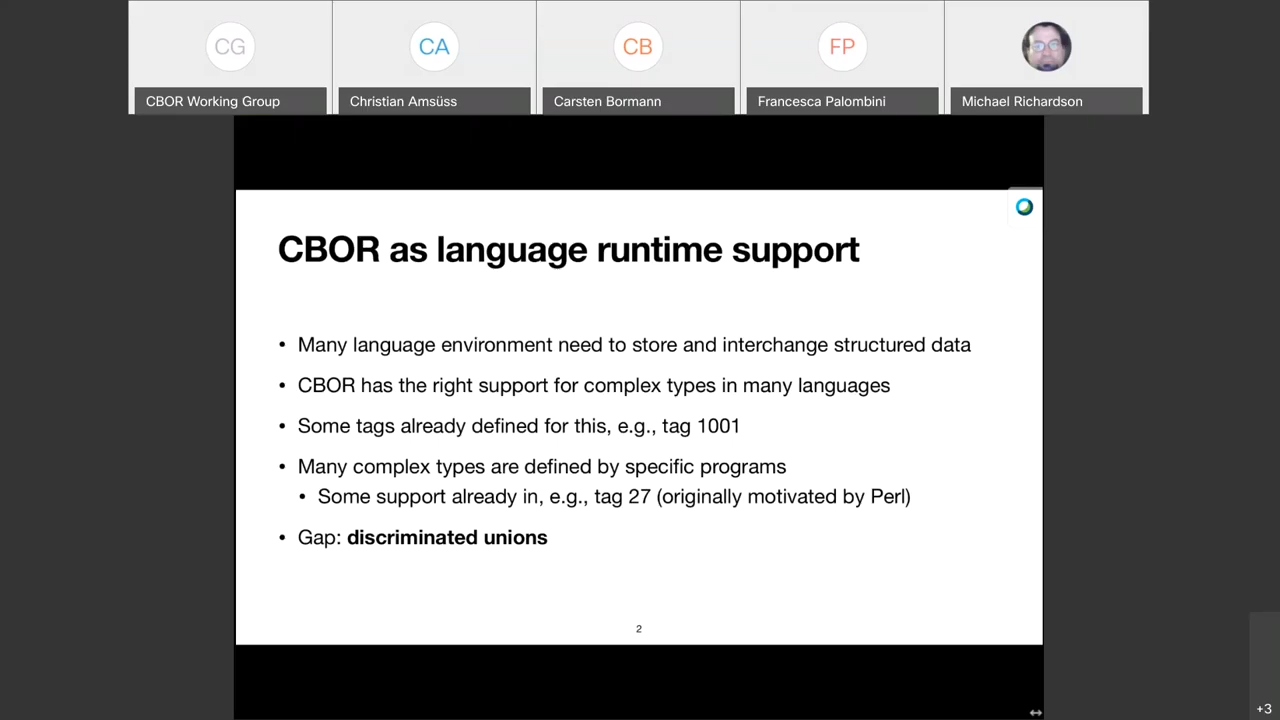 CG
CA
CB
FP
CBOR Working Group
Christian Amsüss
Carsten Bormann
Francesca Palombini
Michael Richardson
CBOR as language runtime support
• Many language environment need to store and interchange structured data
• CBOR has the right support for complex types in many languages
• Some tags already defined for this, e.g., tag 1001
• Many complex types are defined by specific programs
• Some support already in, e.g., tag 27 (originally motivated by Perl)
• Gap: discriminated unions
2
+3